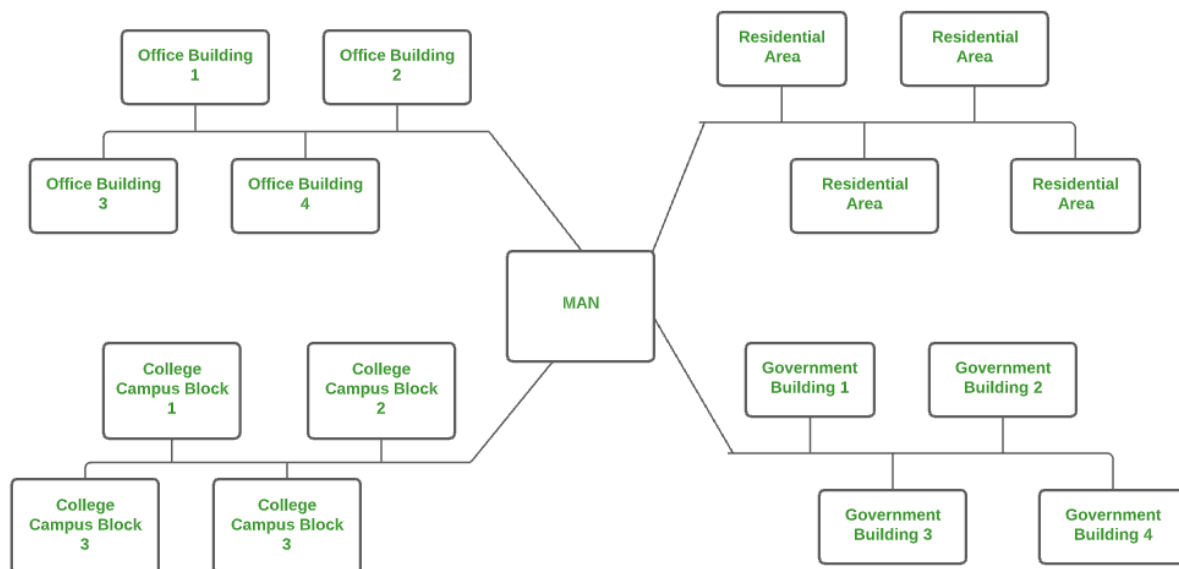 Office Building
1
Office Building
2
Office Building
3
Office Building
4
Residential
Area
Residential
Area
Residential
Area
Residential
Area
MAN
College
Campus Block
1
College
Campus Block
2
College
Campus Block
3
College
Campus Block
3
Government
Building 1
Government
Building 2
Government
Building 3
Government
Building 4